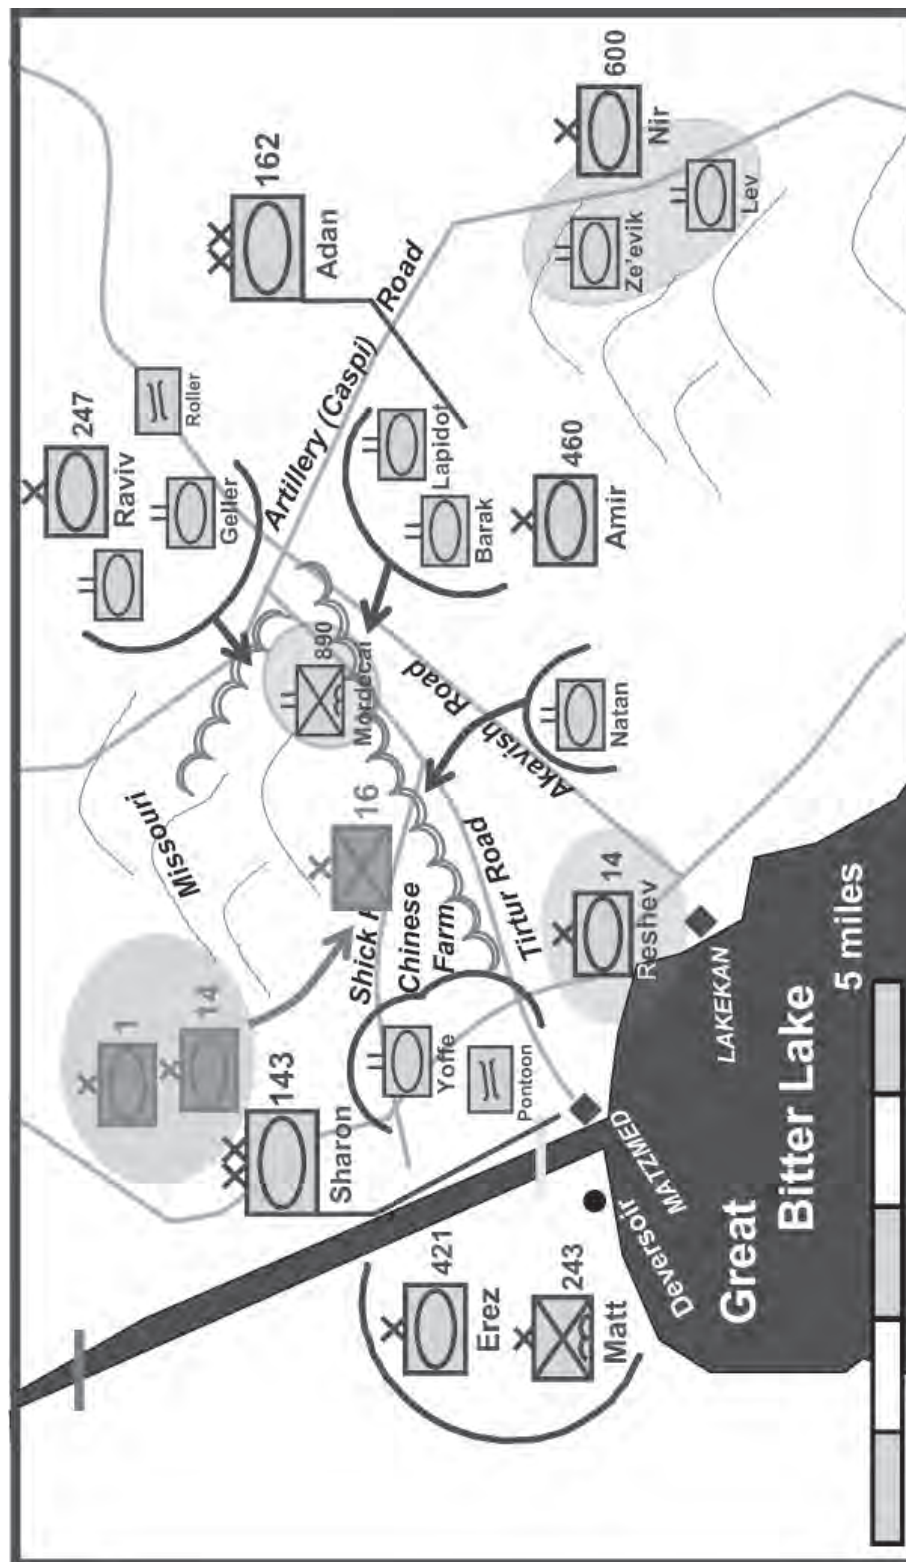 247
Raviv
1
Missouri
Roller
14
Geller
162
143
Adan
Sharon
890
Mordecai
16
Artillery (Caspi) Road
Shick
Chinese
Farm
Lapidot
Barak
Yoffe
421
Erez
Pontoon
Tirtur Road
Akavish Road
460
Amir
243
Matt
14
Reshev
Natan
600
Nir
Ze'evik
Lev
Deversoir
MATZMED
LAKEKAN
Great
Bitter Lake
5 miles